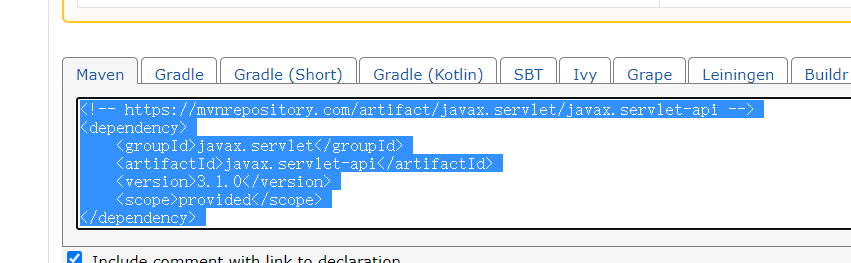 Maven Gradle Gradle (Short) Gradle (Kotlin) SBT Ivy Grape Leiningen Buildr
<!-- https://mvnrepository.com/artifact/javax.servlet/javax.servlet-api -->
<dependency>
    <groupId>javax.servlet</groupId>
    <artifactId>javax.servlet-api</artifactId>
    <version>3.1.0</version>
    <scope>provided</scope>
</dependency>
Include comment with link to declaration